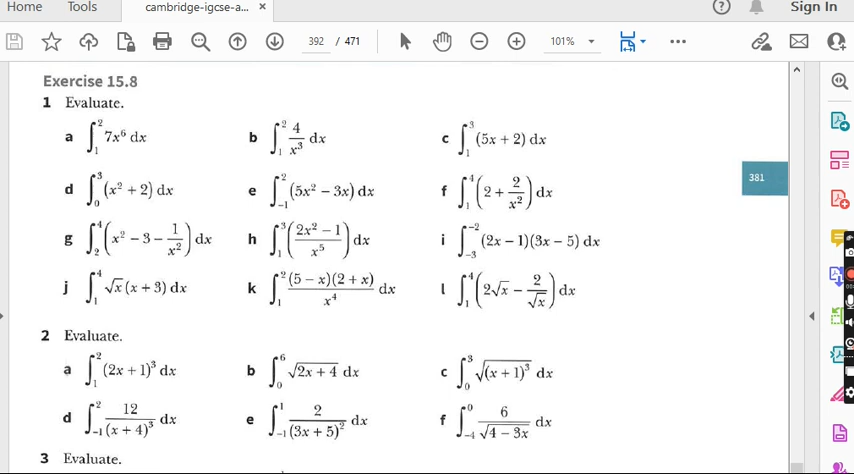 Home Tools cambridge-igcse-a... × Sign In
392 / 471 101%
Exercise 15.8
1 Evaluate.
a ∫₁² 7x⁶ dx b ∫₁² 4/x³ dx c ∫₁³ (5x + 2) dx
d ∫₀³ (x² + 2) dx e ∫₋₁² (5x² − 3x) dx f ∫₁⁴ (2 + 2/x²) dx
381
g ∫₂⁴ (x² − 3 − 1/x²) dx h ∫₁³ ((2x² − 1)/x⁵) dx i ∫₋₃⁻² (2x − 1)(3x − 5) dx
j ∫₁⁴ √x (x + 3) dx k ∫₁² (5 − x)(2 + x)/x⁴ dx l ∫₁⁴ (2√x − 2/√x) dx
2 Evaluate.
a ∫₁² (2x + 1)³ dx b ∫₀⁶ √(2x + 4) dx c ∫₀³ √((x + 1)³) dx
d ∫₋₁² 12/(x + 4)³ dx e ∫₋₁¹ 2/(3x + 5)² dx f ∫₋₄⁰ 6/√(4 − 3x) dx
3 Evaluate.